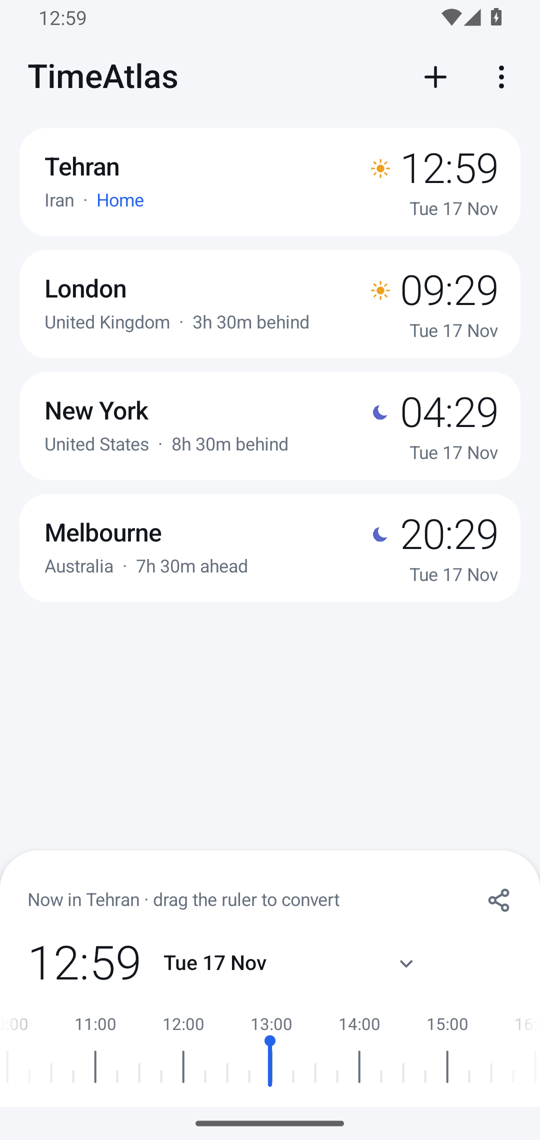 12:59
TimeAtlas
Tehran
12:59
Iran · Home
Tue 17 Nov
London
09:29
United Kingdom · 3h 30m behind
Tue 17 Nov
New York
04:29
United States · 8h 30m behind
Tue 17 Nov
Melbourne
20:29
Australia · 7h 30m ahead
Tue 17 Nov
Now in Tehran · drag the ruler to convert
12:59 Tue 17 Nov
:00 11:00 12:00 13:00 14:00 15:00 16: